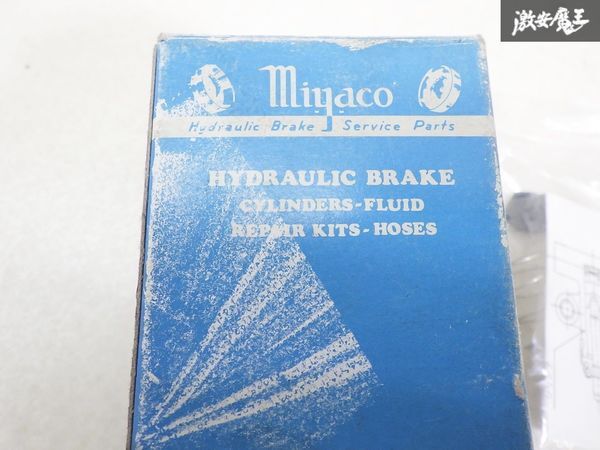 激安魔王
Miyaco
Hydraulic Brake Service Parts
HYDRAULIC BRAKE
CYLINDERS-FLUID
REPAIR KITS-HOSES